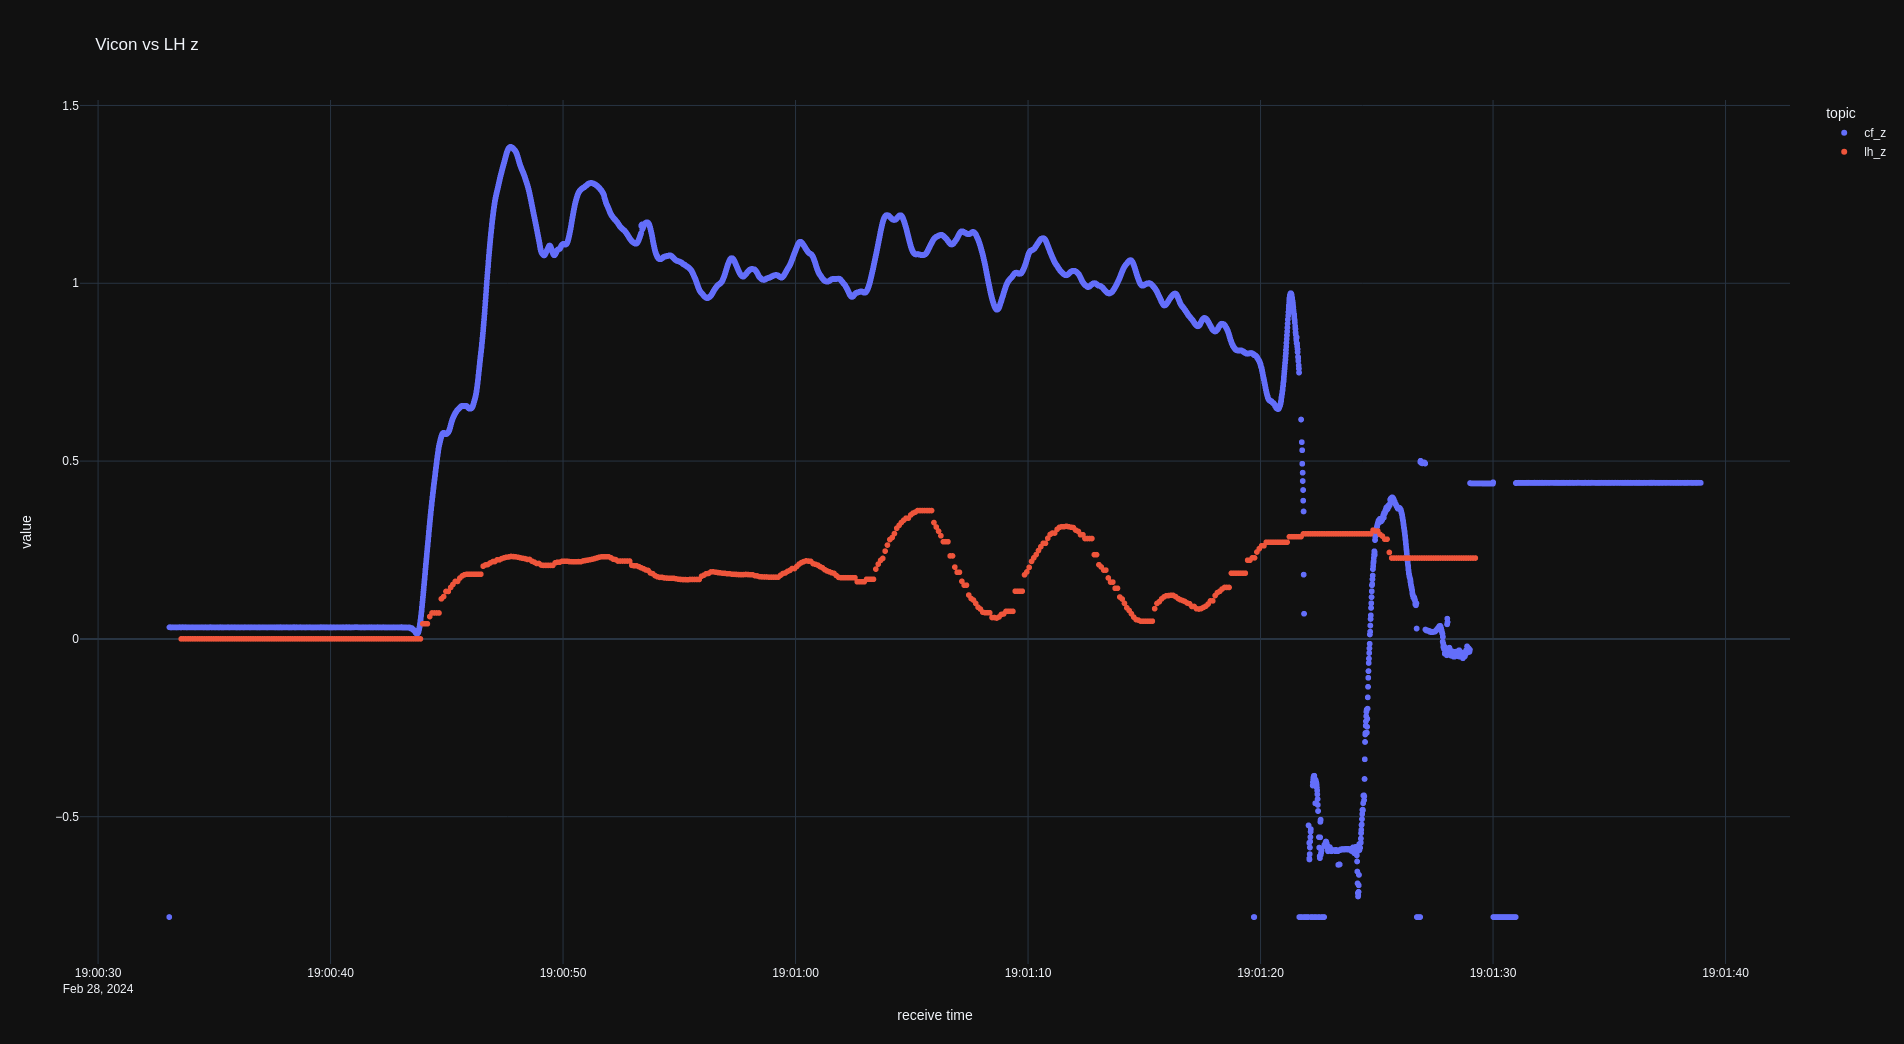 Vicon vs LH z
1.5
1
0.5
0
−0.5
value
19:00:30
Feb 28, 2024
19:00:40
19:00:50
19:01:00
19:01:10
19:01:20
19:01:30
19:01:40
receive time
topic
cf_z
lh_z